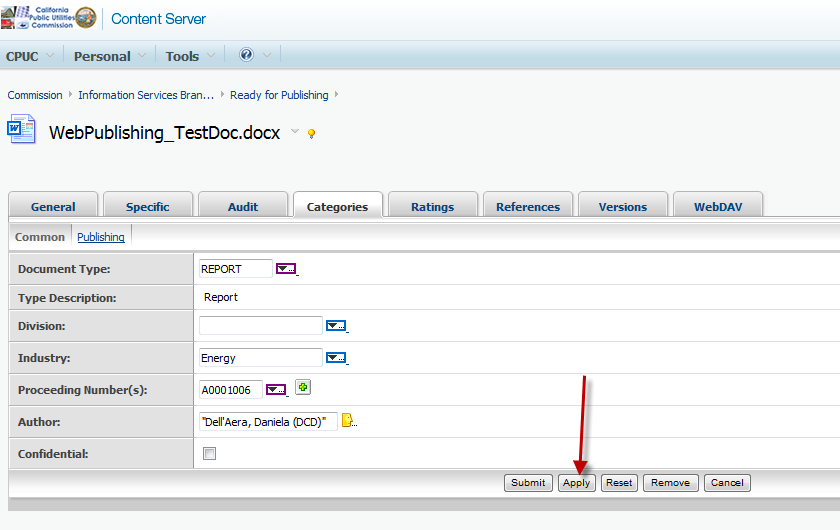 California
Public Utilities
Commission
Content Server
CPUC Personal Tools ?
Commission Information Services Bran... Ready for Publishing
WebPublishing_TestDoc.docx
General Specific Audit Categories Ratings References Versions WebDAV
Common Publishing
Document Type: REPORT ...
Type Description: Report
Division: ...
Industry: Energy ...
Proceeding Number(s): A0001006 ...
Author: "Dell'Aera, Daniela (DCD)" ...
Confidential:
Submit Apply Reset Remove Cancel